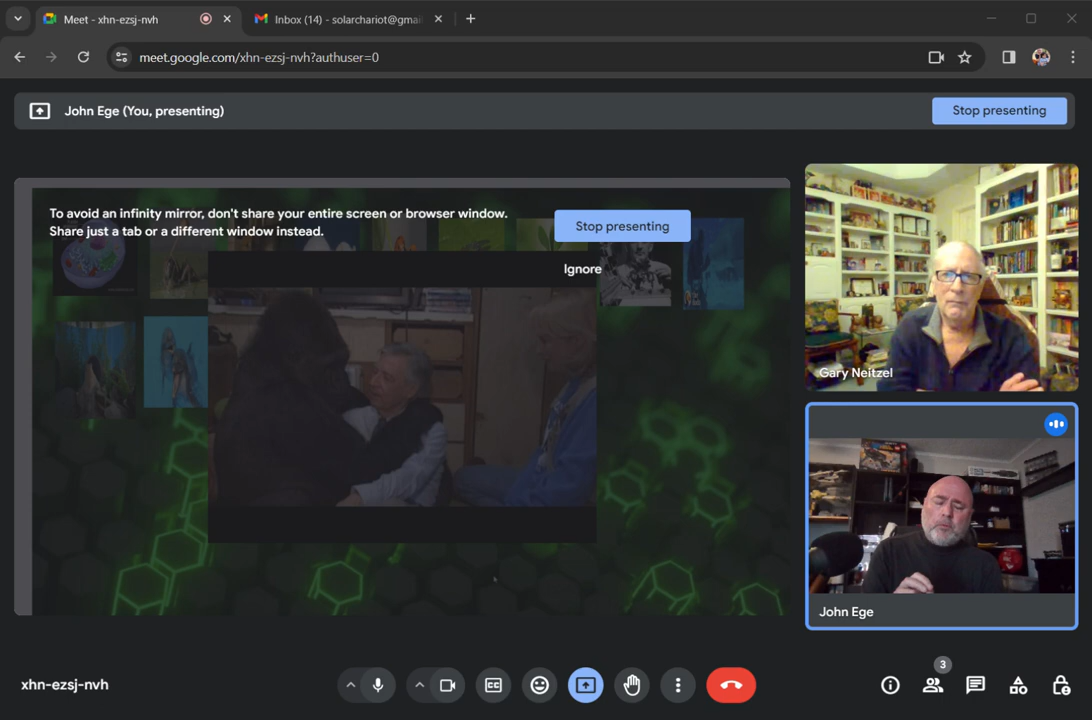 Meet - xhn-ezsj-nvh
Inbox (14) - solarchariot@gmai
meet.google.com/xhn-ezsj-nvh?authuser=0
John Ege (You, presenting)
Stop presenting
To avoid an infinity mirror, don't share your entire screen or browser window.
Share just a tab or a different window instead.
Stop presenting
Ignore
Gary Neitzel
John Ege
xhn-ezsj-nvh
CC
3